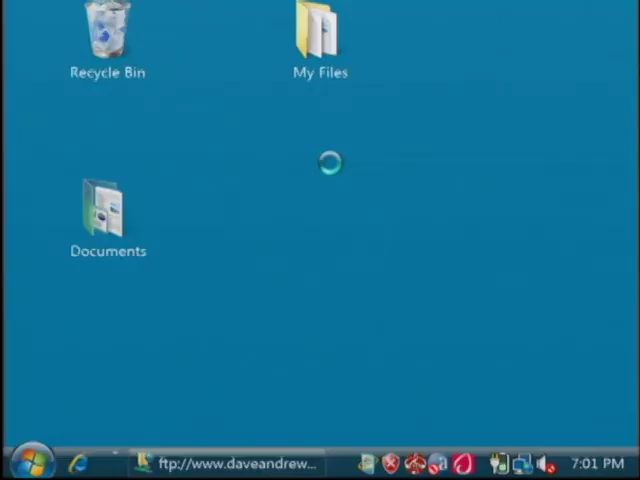 Recycle Bin
My Files
Documents
ftp://www.daveandrew...
7:01 PM